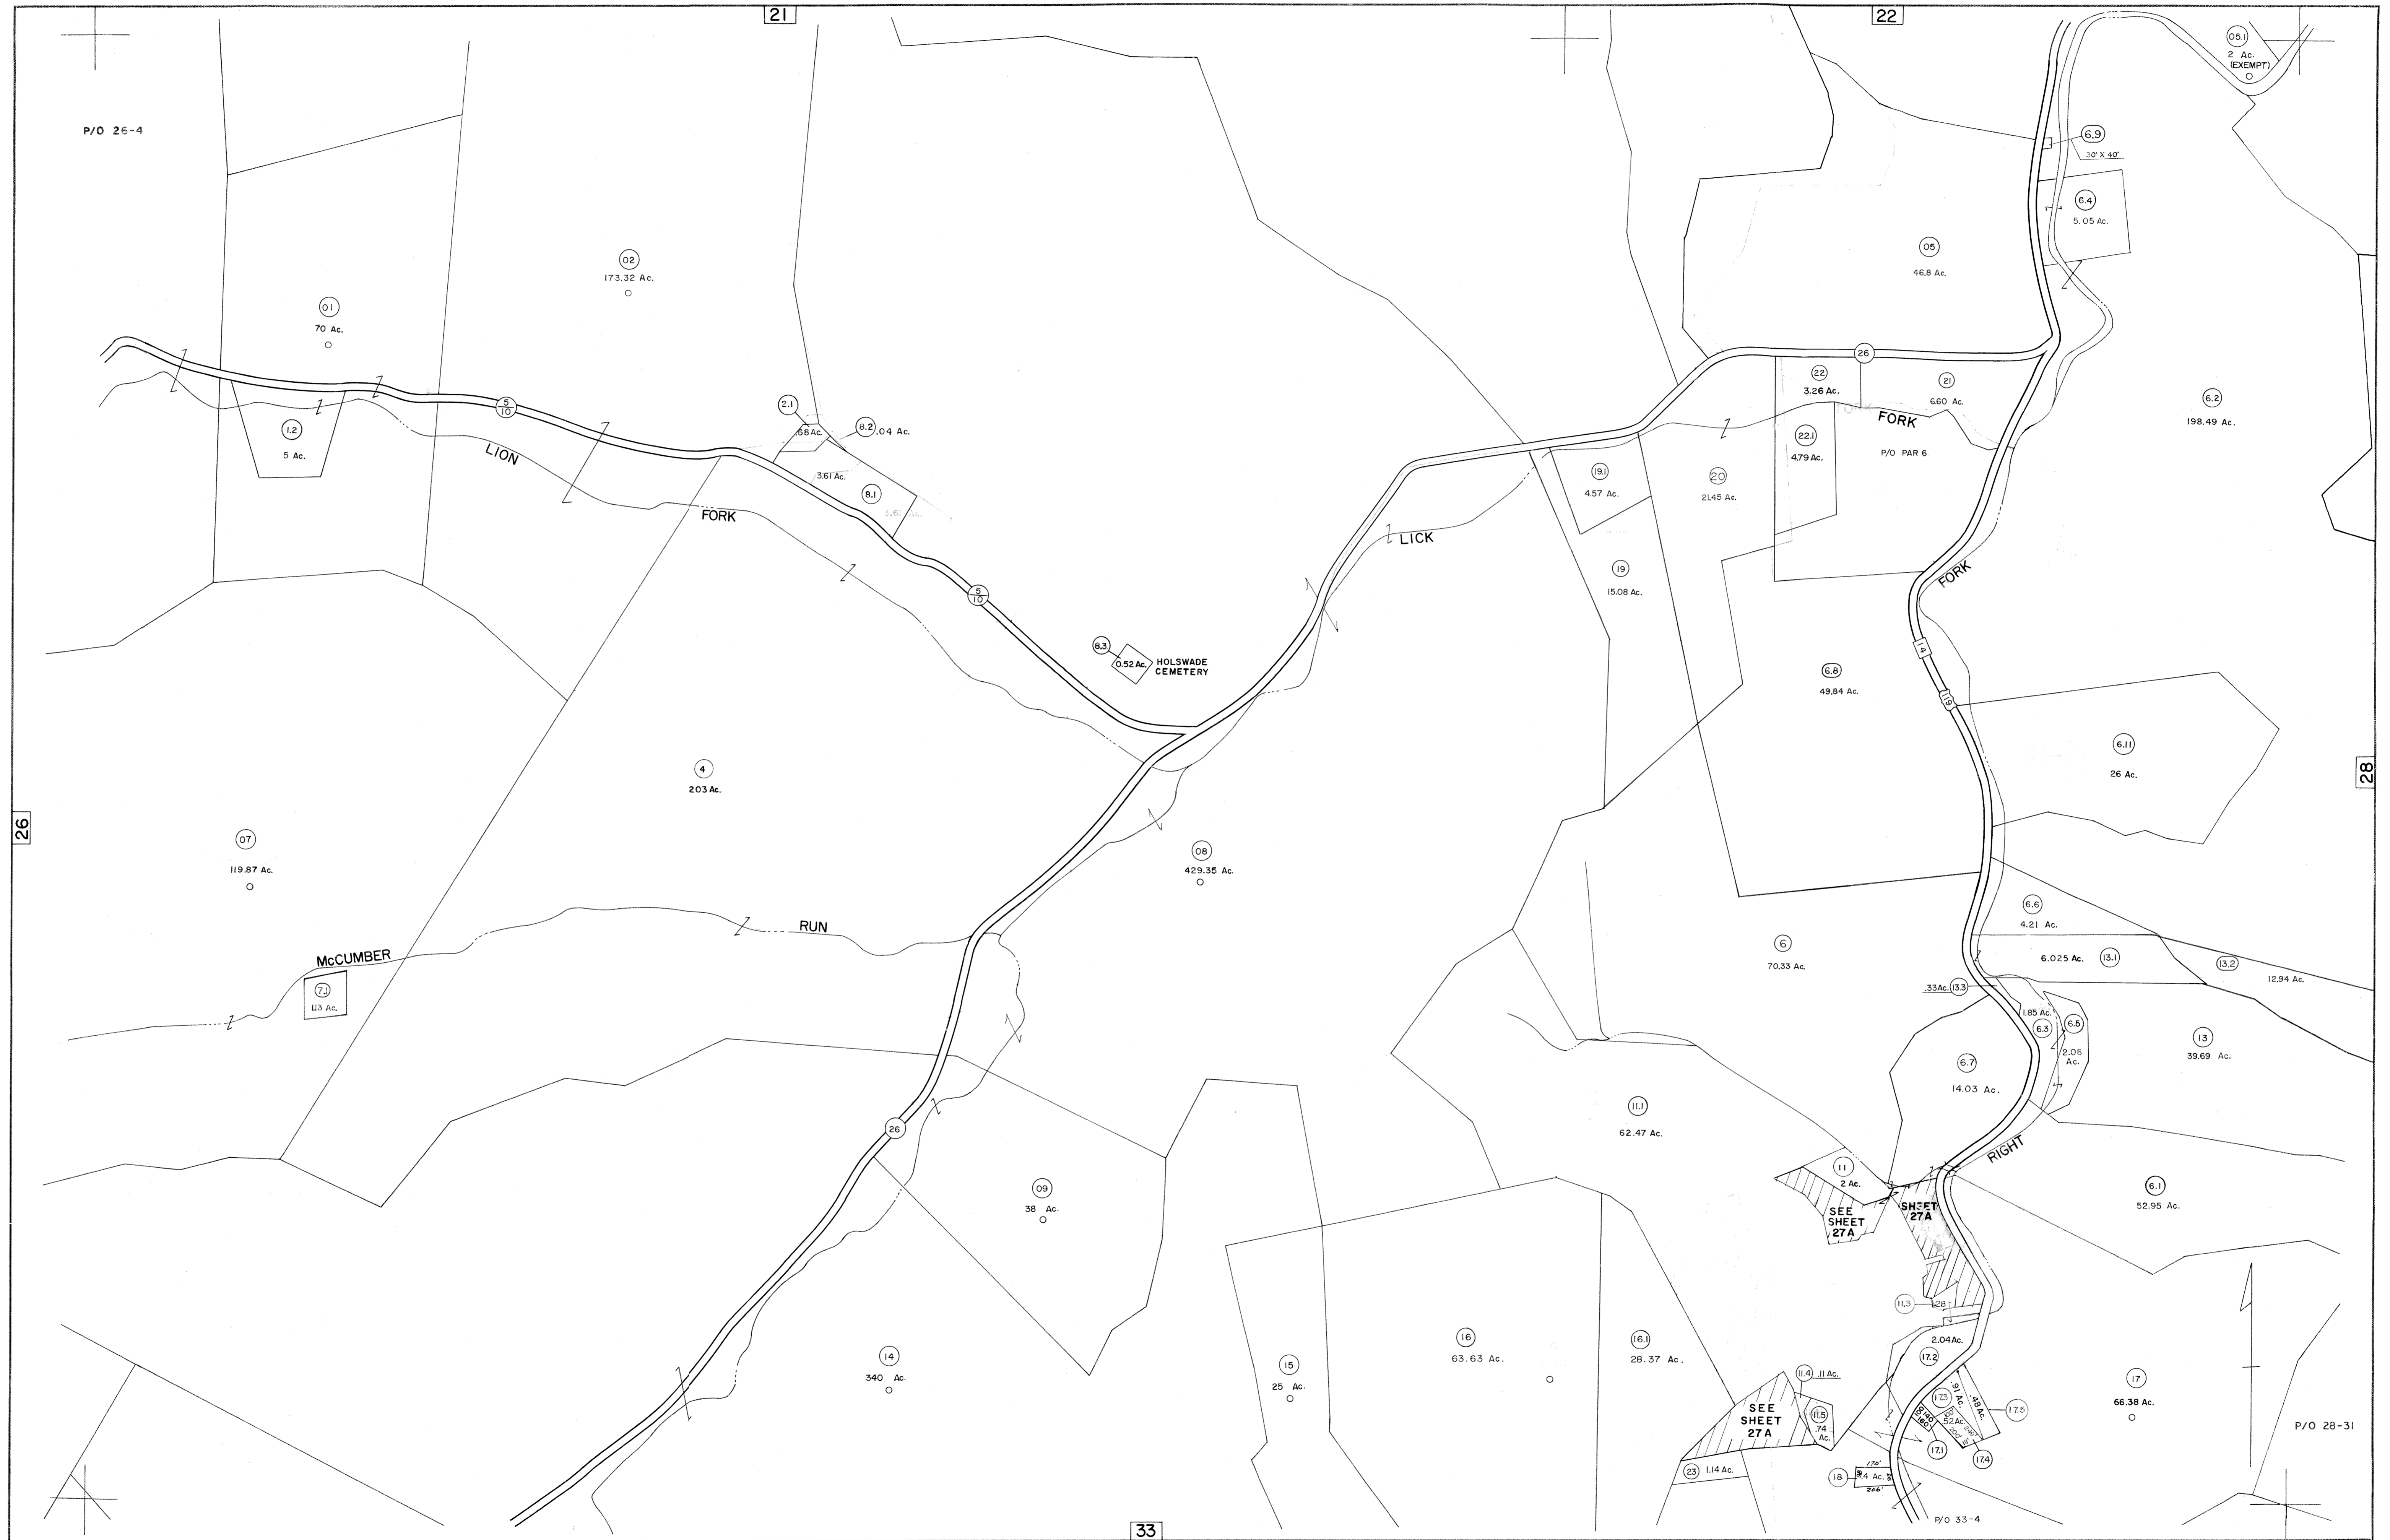 21
22
05.1
2 Ac.
(EXEMPT)
P/O 26-4
6.9
30' X 40'
6.4
5.05 Ac.
05
46.8 Ac.
02
173.32 Ac.
01
70 Ac.
26
22
3.26 Ac.
21
6.60 Ac.
6.2
198.49 Ac.
5
10
2.1
.68 Ac.
8.2
.04 Ac.
1.2
5 Ac.
LION
FORK
22.1
4.79 Ac.
P/O PAR 6
3.61 Ac.
8.1
19.1
4.57 Ac.
20
21.45 Ac.
FORK
LICK
19
15.08 Ac.
FORK
5
10
8.3
0.52 Ac.
HOLSWADE
CEMETERY
14
6.8
49.84 Ac.
119
6.11
26 Ac.
4
203 Ac.
28
26
07
119.87 Ac.
08
429.35 Ac.
6.6
4.21 Ac.
RUN
McCUMBER
6
70.33 Ac.
6.025 Ac.
13.1
13.2
12.94 Ac.
7.1
1.13 Ac.
.33 Ac.
13.3
1.85 Ac.
6.3
6.5
2.06
Ac.
13
39.69 Ac.
6.7
14.03 Ac.
11.1
62.47 Ac.
26
RIGHT
11
2 Ac.
09
38 Ac.
6.1
52.95 Ac.
SEE
SHEET
27A
SHEET
27A
11.3
.28
16
63.63 Ac.
16.1
28.37 Ac.
2.04 Ac.
17.2
14
340 Ac.
15
25 Ac.
11.4
.11 Ac.
17
66.38 Ac.
SEE
SHEET
27A
11.5
.74
Ac.
17.3
.91 Ac.
.48 Ac.
17.5
.52 Ac.
200'
P/O 28-31
17.1
17.4
23
1.14 Ac.
170'
18
.4 Ac.
206'
P/O 33-4
33